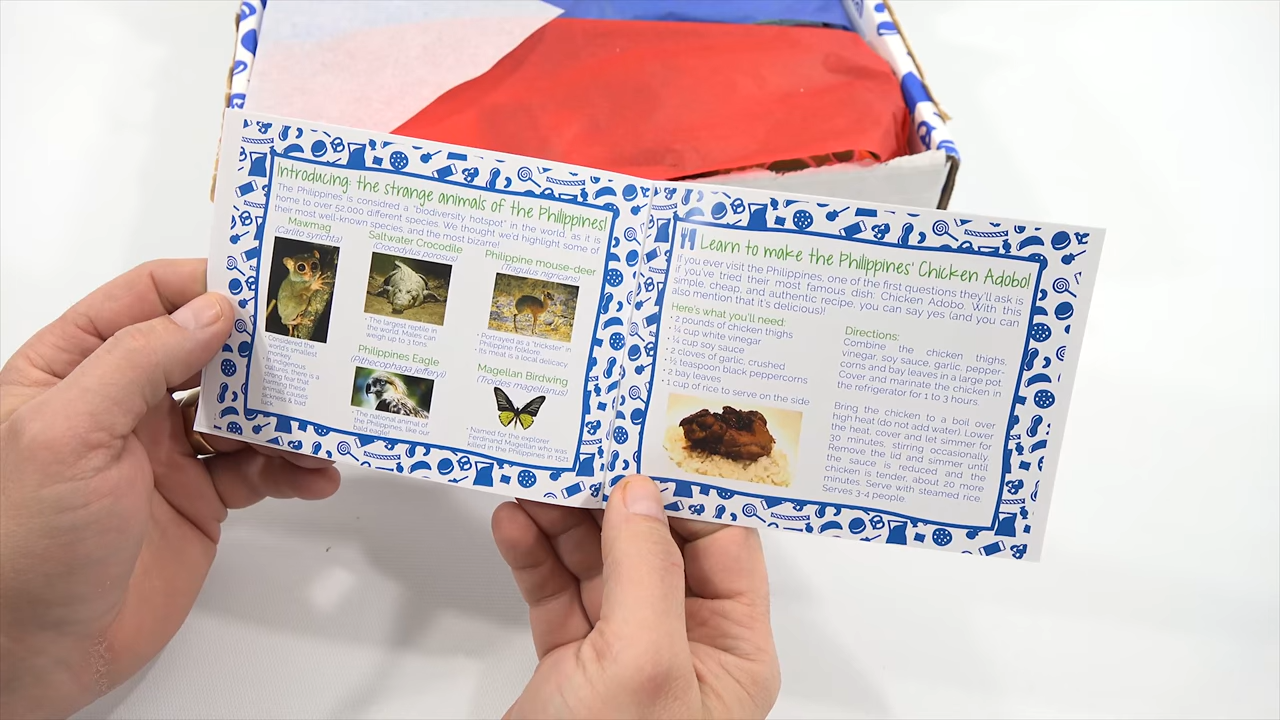 Introducing: the strange animals of the Philippines!
The Philippines is considred a "biodiversity hotspot" in the world, as it is
home to over 52,000 different species. We thought we'd highlight some of
their most well-known species, and the most bizarre!
Mawmag
(Carlito syrichta)
• Considered the
world's smallest
monkey.
• In indigenous
cultures, there is a
strong fear that
harming these
animals causes
sickness & bad
luck.
Saltwater Crocodile
(Crocodylus porosus)
• The largest reptile in
the world. Males can
weigh up to 3 tons.
Philippines Eagle
(Pithecophaga jefferyi)
• The national animal of
the Philippines, like our
bald eagle!
Philippine mouse-deer
(Tragulus nigricans)
• Portrayed as a "trickster" in
Philippine folklore.
• Its meat is a local delicacy.
Magellan Birdwing
(Troides magellanus)
• Named for the explorer
Ferdinand Magellan who was
killed in the Philippines in 1521.
Learn to make the Philippines' Chicken Adobo!
If you ever visit the Philippines, one of the first questions they'll ask is
if you've tried their most famous dish: Chicken Adobo. With this
simple, cheap, and authentic recipe, you can say yes (and you can
also mention that it's delicious)!
Here's what you'll need:
• 2 pounds of chicken thighs
• ¼ cup white vinegar
• ¼ cup soy sauce
• 2 cloves of garlic, crushed
• ½ teaspoon black peppercorns
• 2 bay leaves
• 1 cup of rice to serve on the side
Directions:
Combine the chicken thighs,
vinegar, soy sauce, garlic, pepper-
corns and bay leaves in a large pot.
Cover and marinate the chicken in
the refrigerator for 1 to 3 hours.
Bring the chicken to a boil over
high heat (do not add water). Lower
the heat, cover and let simmer for
30 minutes, stirring occasionally.
Remove the lid and simmer until
the sauce is reduced and the
chicken is tender, about 20 more
minutes. Serve with steamed rice.
Serves 3-4 people.